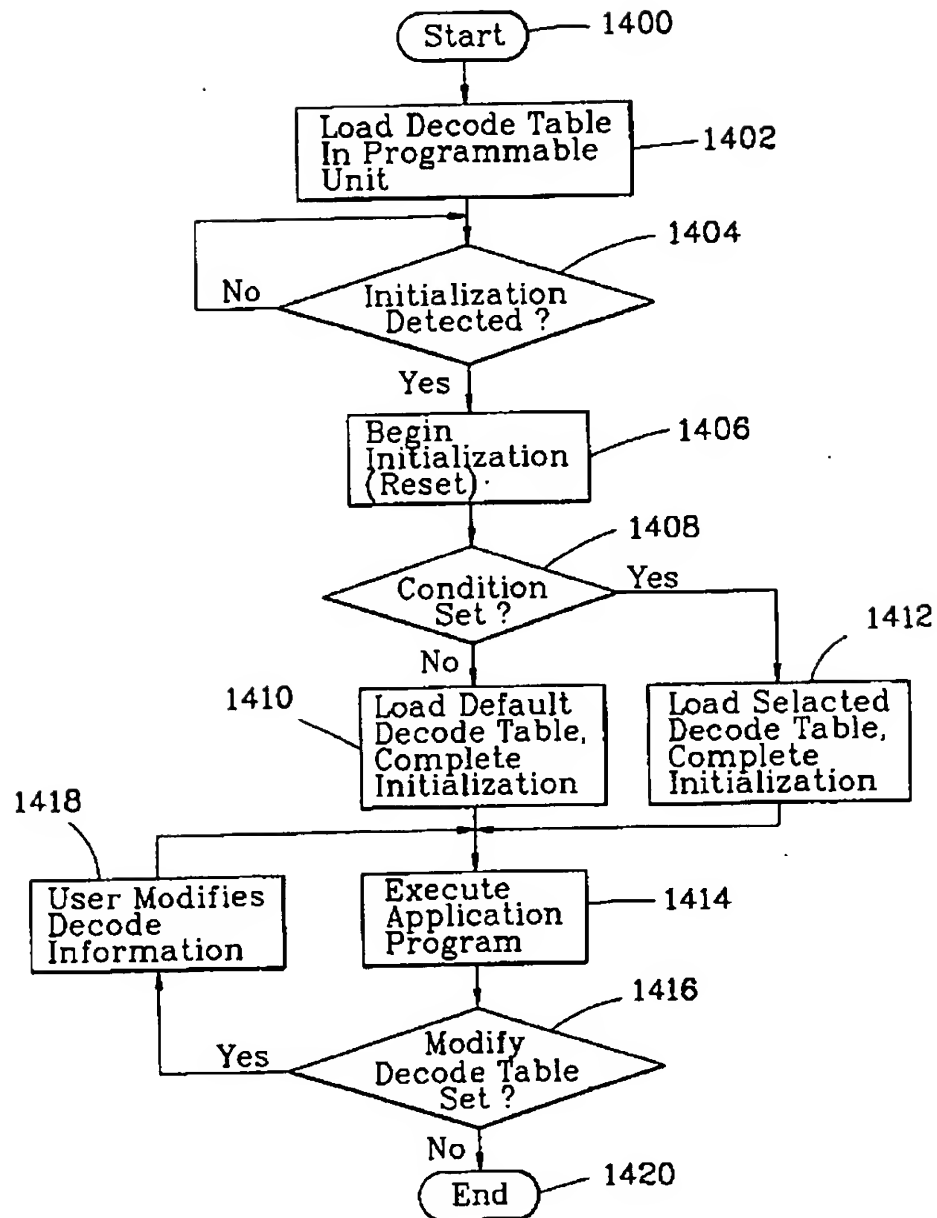 Start
1400
Load Decode Table
In Programmable
Unit
1402
1404
No
Initialization
Detected ?
Yes
Begin
Initialization
(Reset)
1406
1408
Condition
Set ?
Yes
No
1412
1410
Load Default
Decode Table,
Complete
Initialization
Load Selacted
Decode Table,
Complete
Initialization
1418
User Modifies
Decode
Information
Execute
Application
Program
1414
1416
Yes
Modify
Decode Table
Set ?
No
End
1420